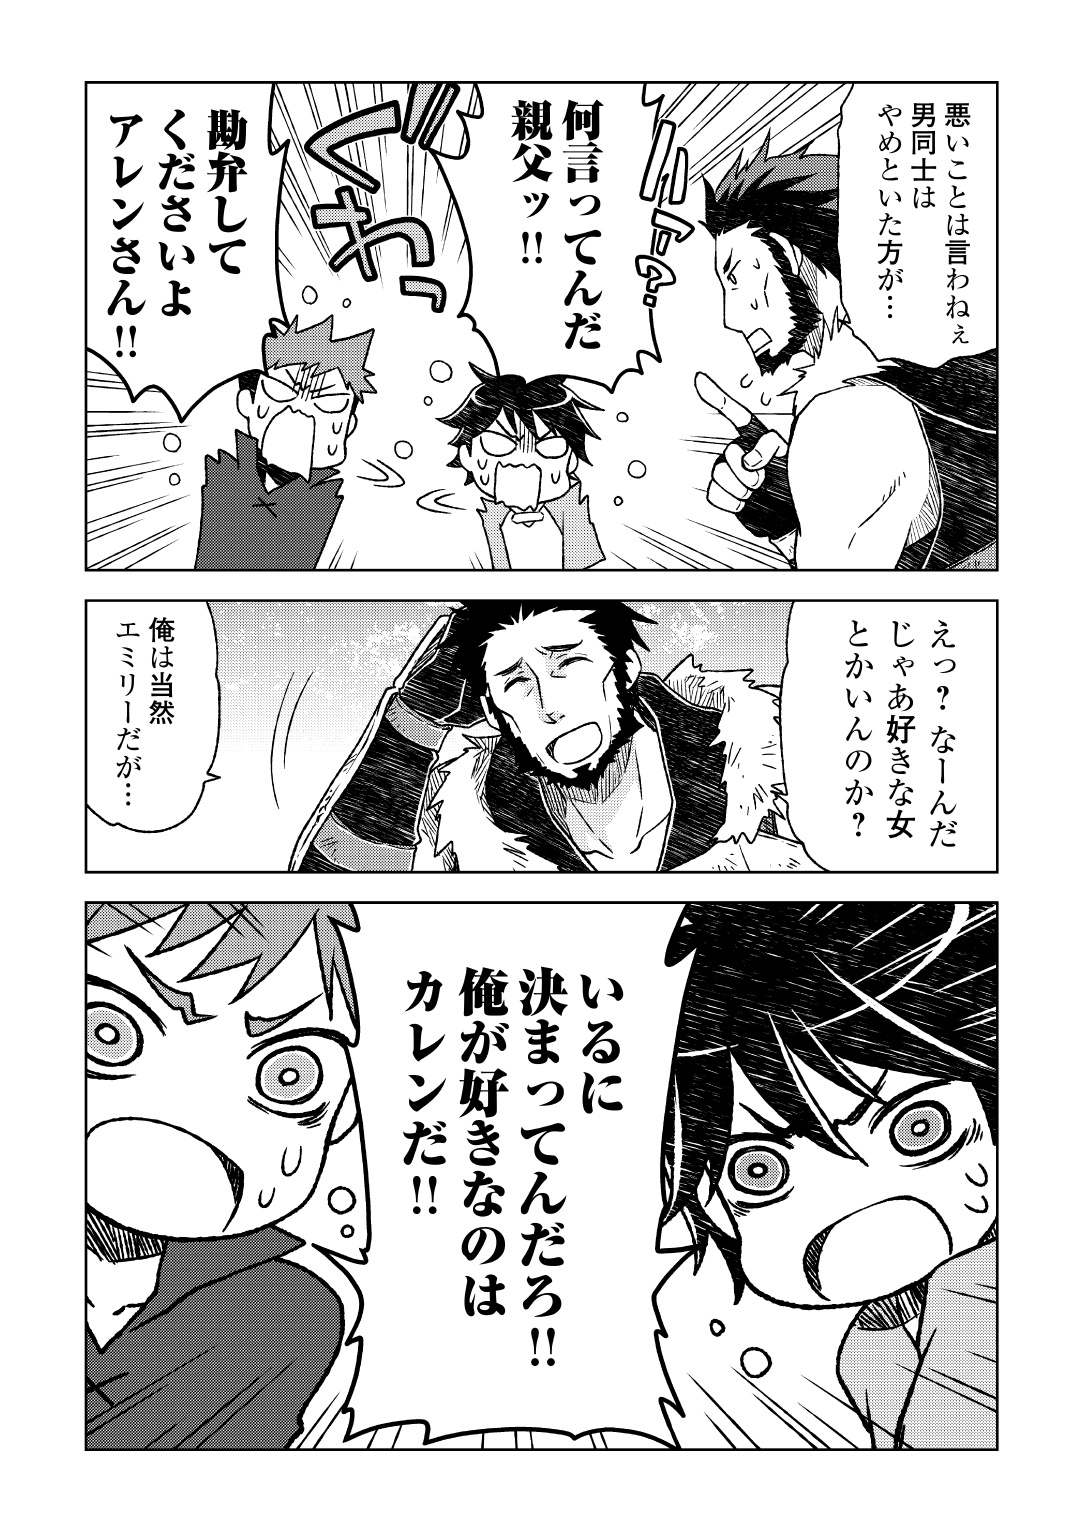 悪いことは言わねぇ
男同士は
やめといた方が…
何言ってんだ
親父ッ!!
勘弁して
くださいよ
アレンさん!!
ぐわっ
えっ? なーんだ
じゃあ好きな女
とかいんのか?
俺は当然
エミリーだが…
いるに
決まってんだろ!!
俺が好きなのは
カレンだ!!